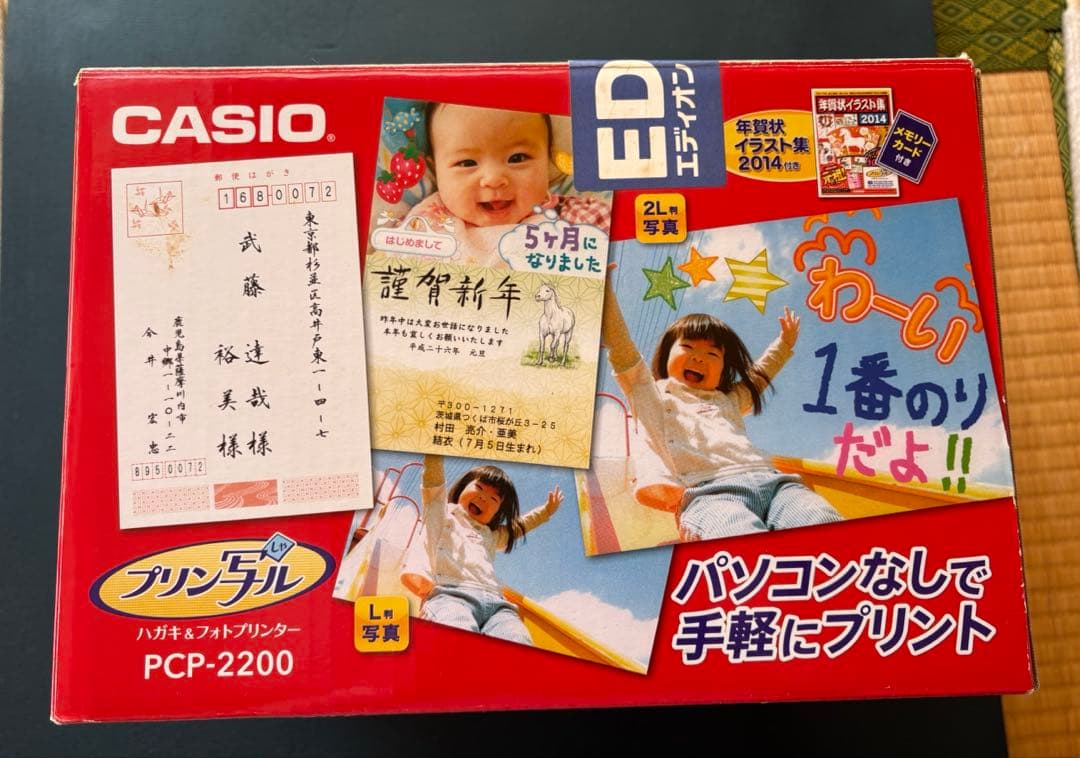 CASIO®
郵便はがき
1680072
東京都杉並区高井戸東一-四-七
武藤 達哉 様
裕美 様
鹿児島県薩摩川内市
中郷一-一〇-二二
今井 宏忠
8950072
はじめまして
5ヶ月に
なりました
謹賀新年
昨年中は大変お世話になりました
本年も宜しくお願いいたします
平成二十六年 元旦
〒300-1271
茨城県つくば市桜が丘3-25
村田 亮介・亜美
結衣(7月5日生まれ)
ED
エディオン
年賀状
イラスト集
2014付き
年賀状イラスト集
2014
メモリー
カード
付き
2L判
写真
わーい
1番のり
だよ!!
L判
写真
プリン写ル
しゃ
ハガキ&フォトプリンター
PCP-2200
パソコンなしで
手軽にプリント